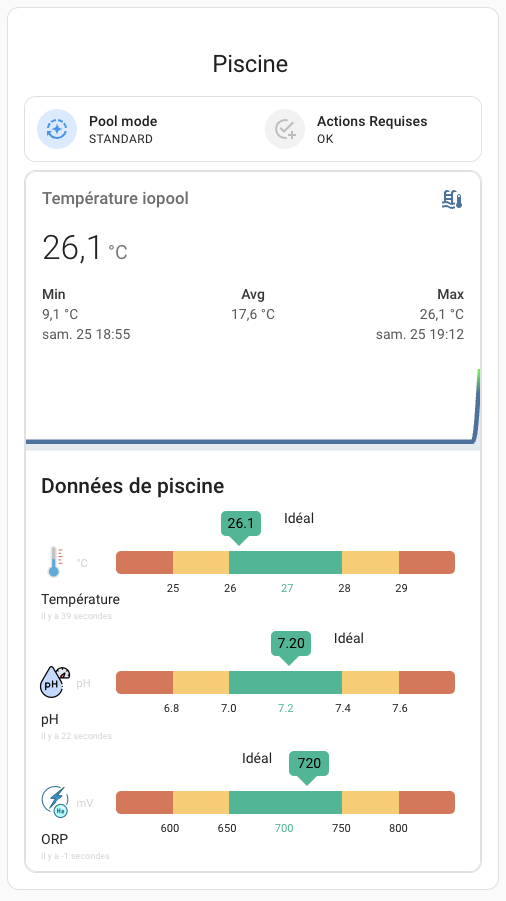 Piscine
Pool mode
STANDARD
Actions Requises
OK
Température iopool
26,1 °C
Min
9,1 °C
sam. 25 18:55
Avg
17,6 °C
Max
26,1 °C
sam. 25 19:12
Données de piscine
26.1
Idéal
°C
25 26 27 28 29
Température
il y a 39 secondes
7.20
Idéal
pH
pH
6.8 7.0 7.2 7.4 7.6
pH
il y a 22 secondes
Idéal
720
mV
600 650 700 750 800
ORP
il y a -1 secondes